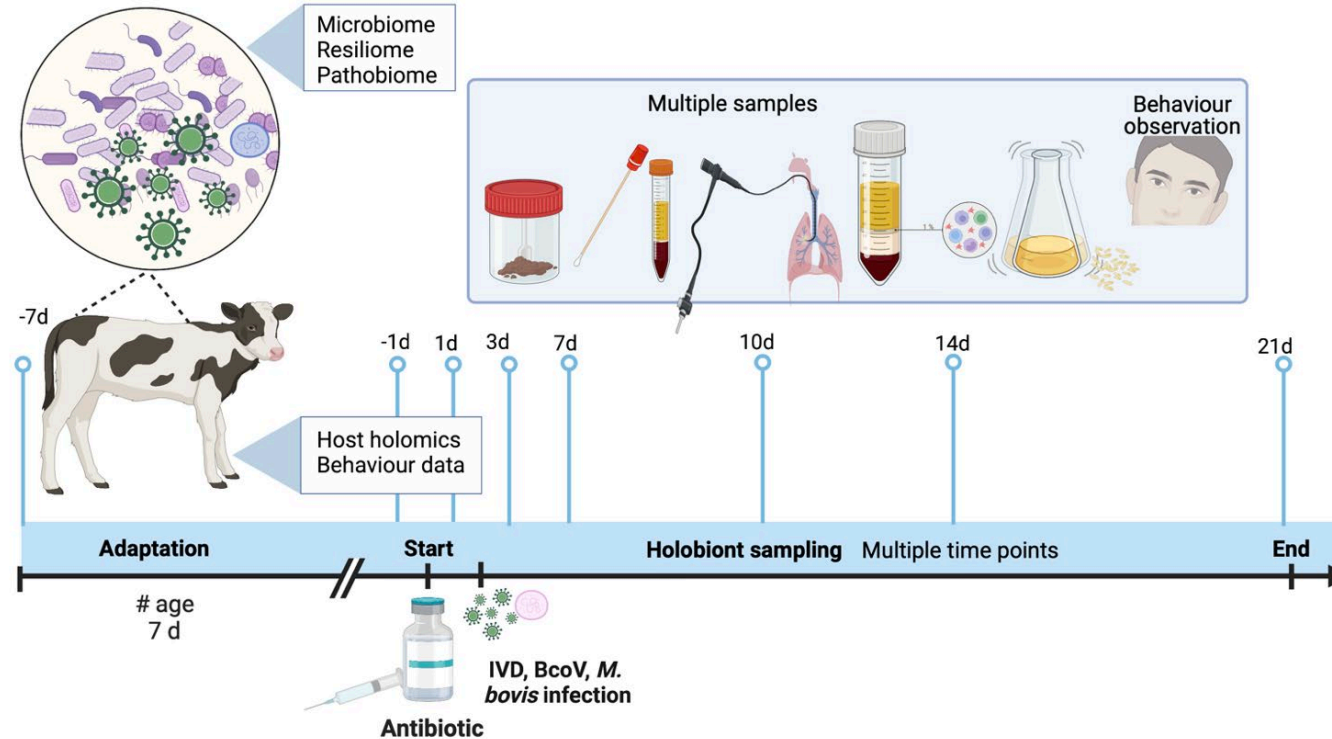 Microbiome
Resiliome
Pathobiome
Multiple samples
Behaviour
observation
-7d
-1d
1d
3d
7d
10d
14d
21d
Host holomics
Behaviour data
Adaptation
Start
Holobiont sampling Multiple time points
End
# age
7 d
IVD, BcoV, M.
bovis infection
Antibiotic